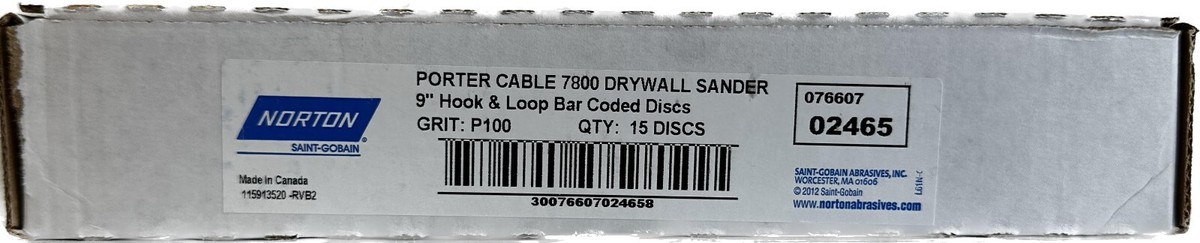 NORTON
SAINT-GOBAIN
Made in Canada
115913520 -RVB2
PORTER CABLE 7800 DRYWALL SANDER
9" Hook & Loop Bar Coded Discs
GRIT: P100 QTY: 15 DISCS
30076607024658
076607
02465
SAINT-GOBAIN ABRASIVES, INC.
WORCESTER, MA 01606
© 2012 Saint-Gobain
www.nortonabrasives.com